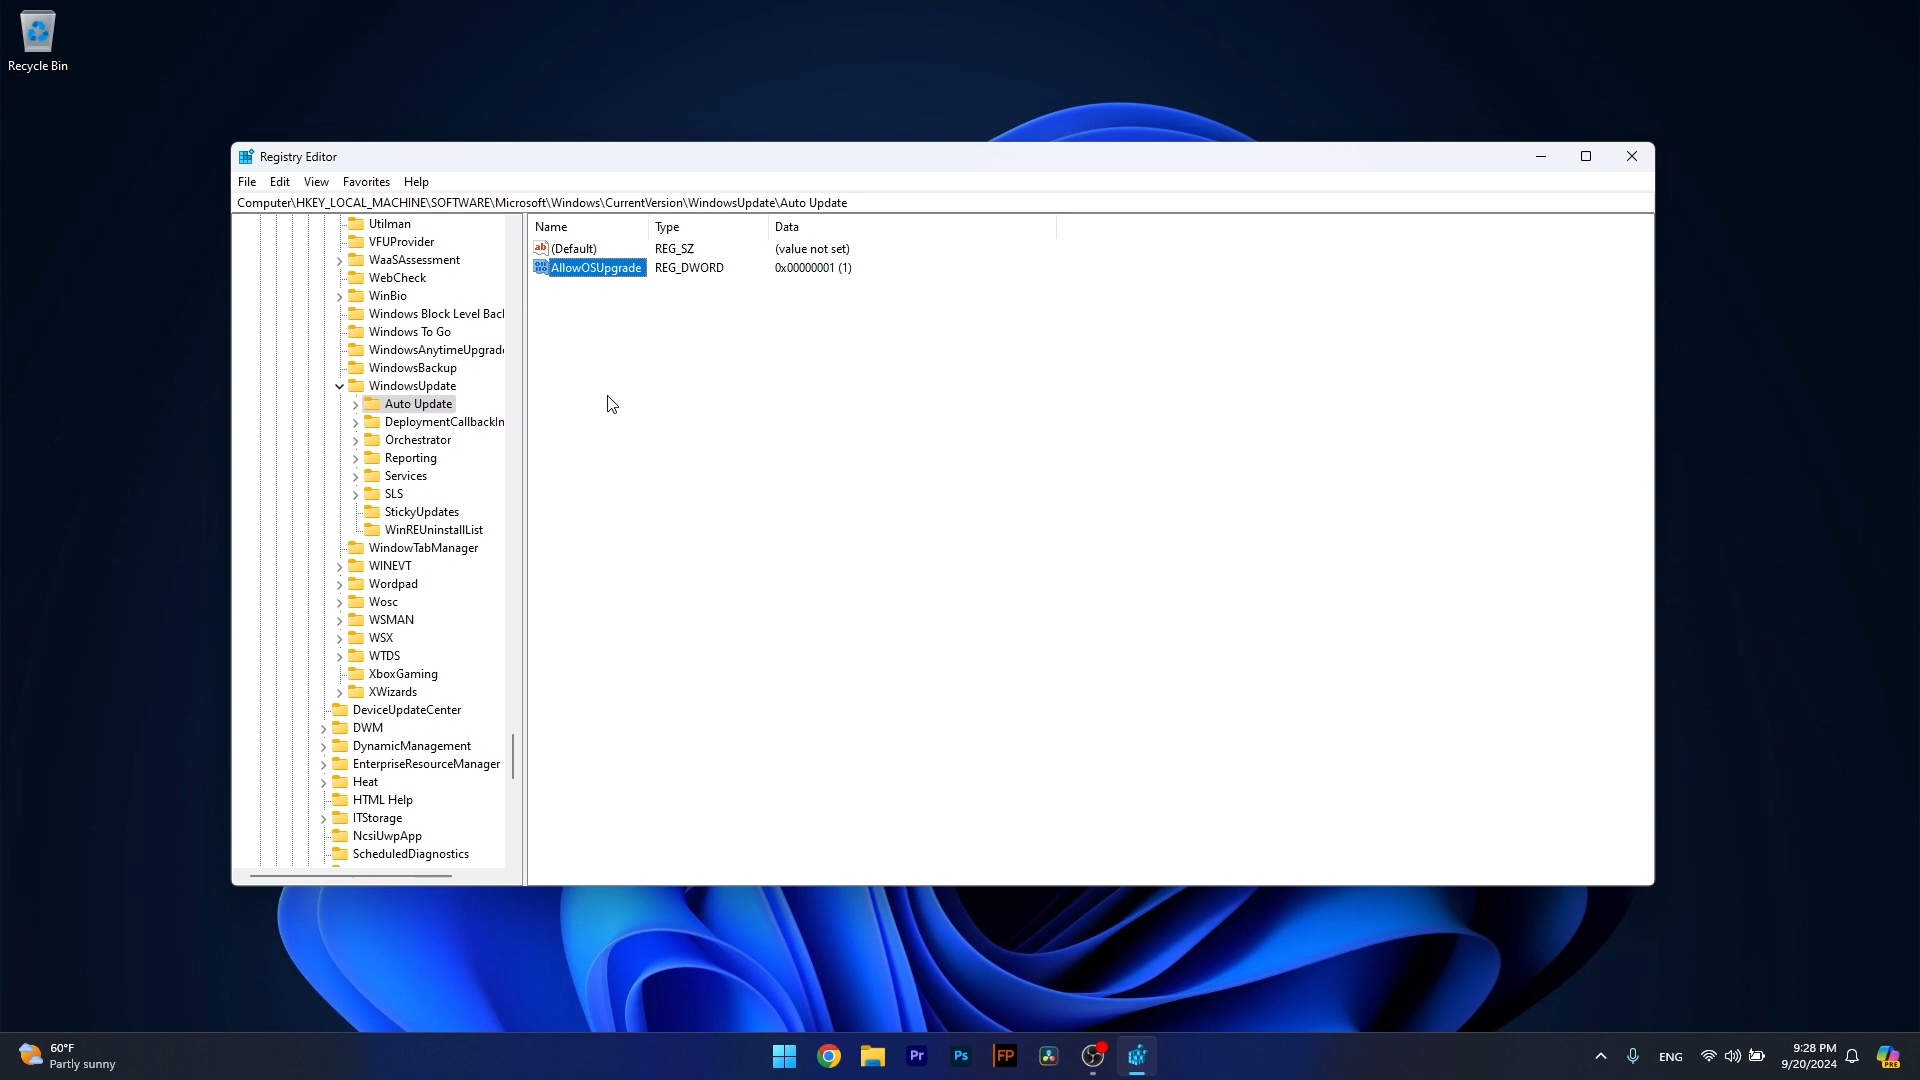 Recycle Bin
Registry Editor
File Edit View Favorites Help
Computer\HKEY_LOCAL_MACHINE\SOFTWARE\Microsoft\Windows\CurrentVersion\WindowsUpdate\Auto Update
Utilman
VFUProvider
WaaSAssessment
WebCheck
WinBio
Windows Block Level Bac
Windows To Go
WindowsAnytimeUpgrad
WindowsBackup
WindowsUpdate
Auto Update
DeploymentCallbackIn
Orchestrator
Reporting
Services
SLS
StickyUpdates
WinREUninstallList
WindowTabManager
WINEVT
Wordpad
Wosc
WSMAN
WSX
WTDS
XboxGaming
XWizards
DeviceUpdateCenter
DWM
DynamicManagement
EnterpriseResourceManager
Heat
HTML Help
ITStorage
NcsiUwpApp
ScheduledDiagnostics
Name Type Data
(Default) REG_SZ (value not set)
AllowOSUpgrade REG_DWORD 0x00000001 (1)
60°F
Partly sunny
Pr
Ps
FP
ENG
9:28 PM
9/20/2024
PRE